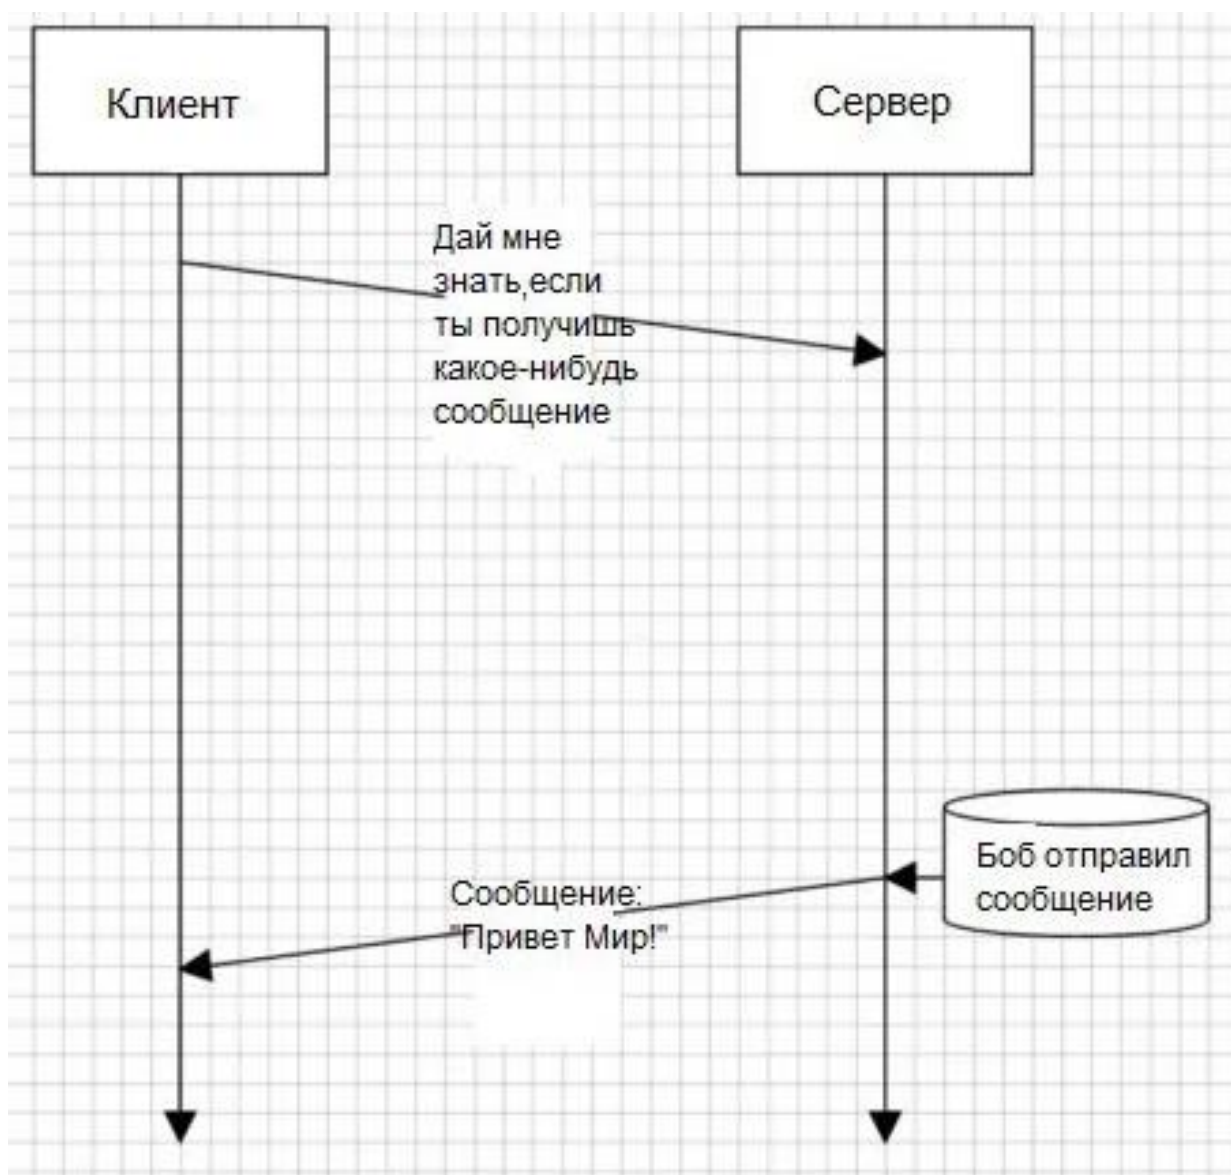 Клиент
Сервер
Дай мне
знать,если
ты получишь
какое-нибудь
сообщение
Боб отправил
сообщение
Сообщение:
"Привет Мир!"